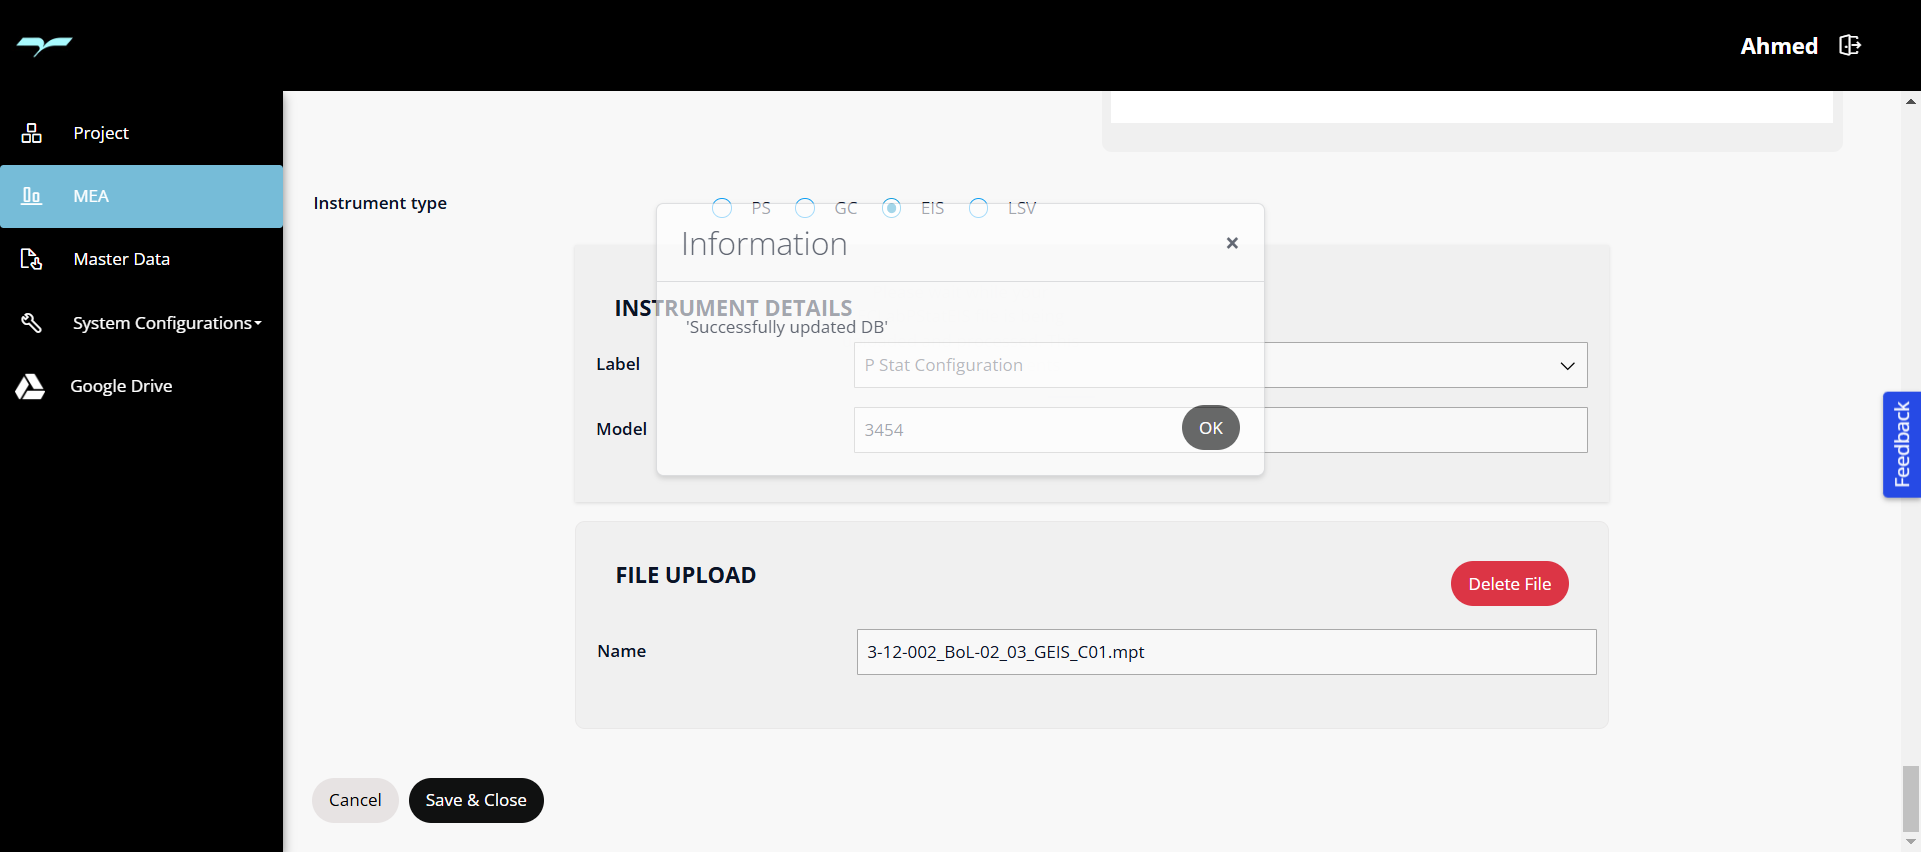 Ahmed
Project
MEA
Master Data
System Configurations
Google Drive
Instrument type
PS GC EIS LSV
Information ×
INSTRUMENT DETAILS
'Successfully updated DB'
Label P Stat Configuration
Model 3454
OK
FILE UPLOAD
Delete File
Name 3-12-002_BoL-02_03_GEIS_C01.mpt
Cancel Save & Close
Feedback